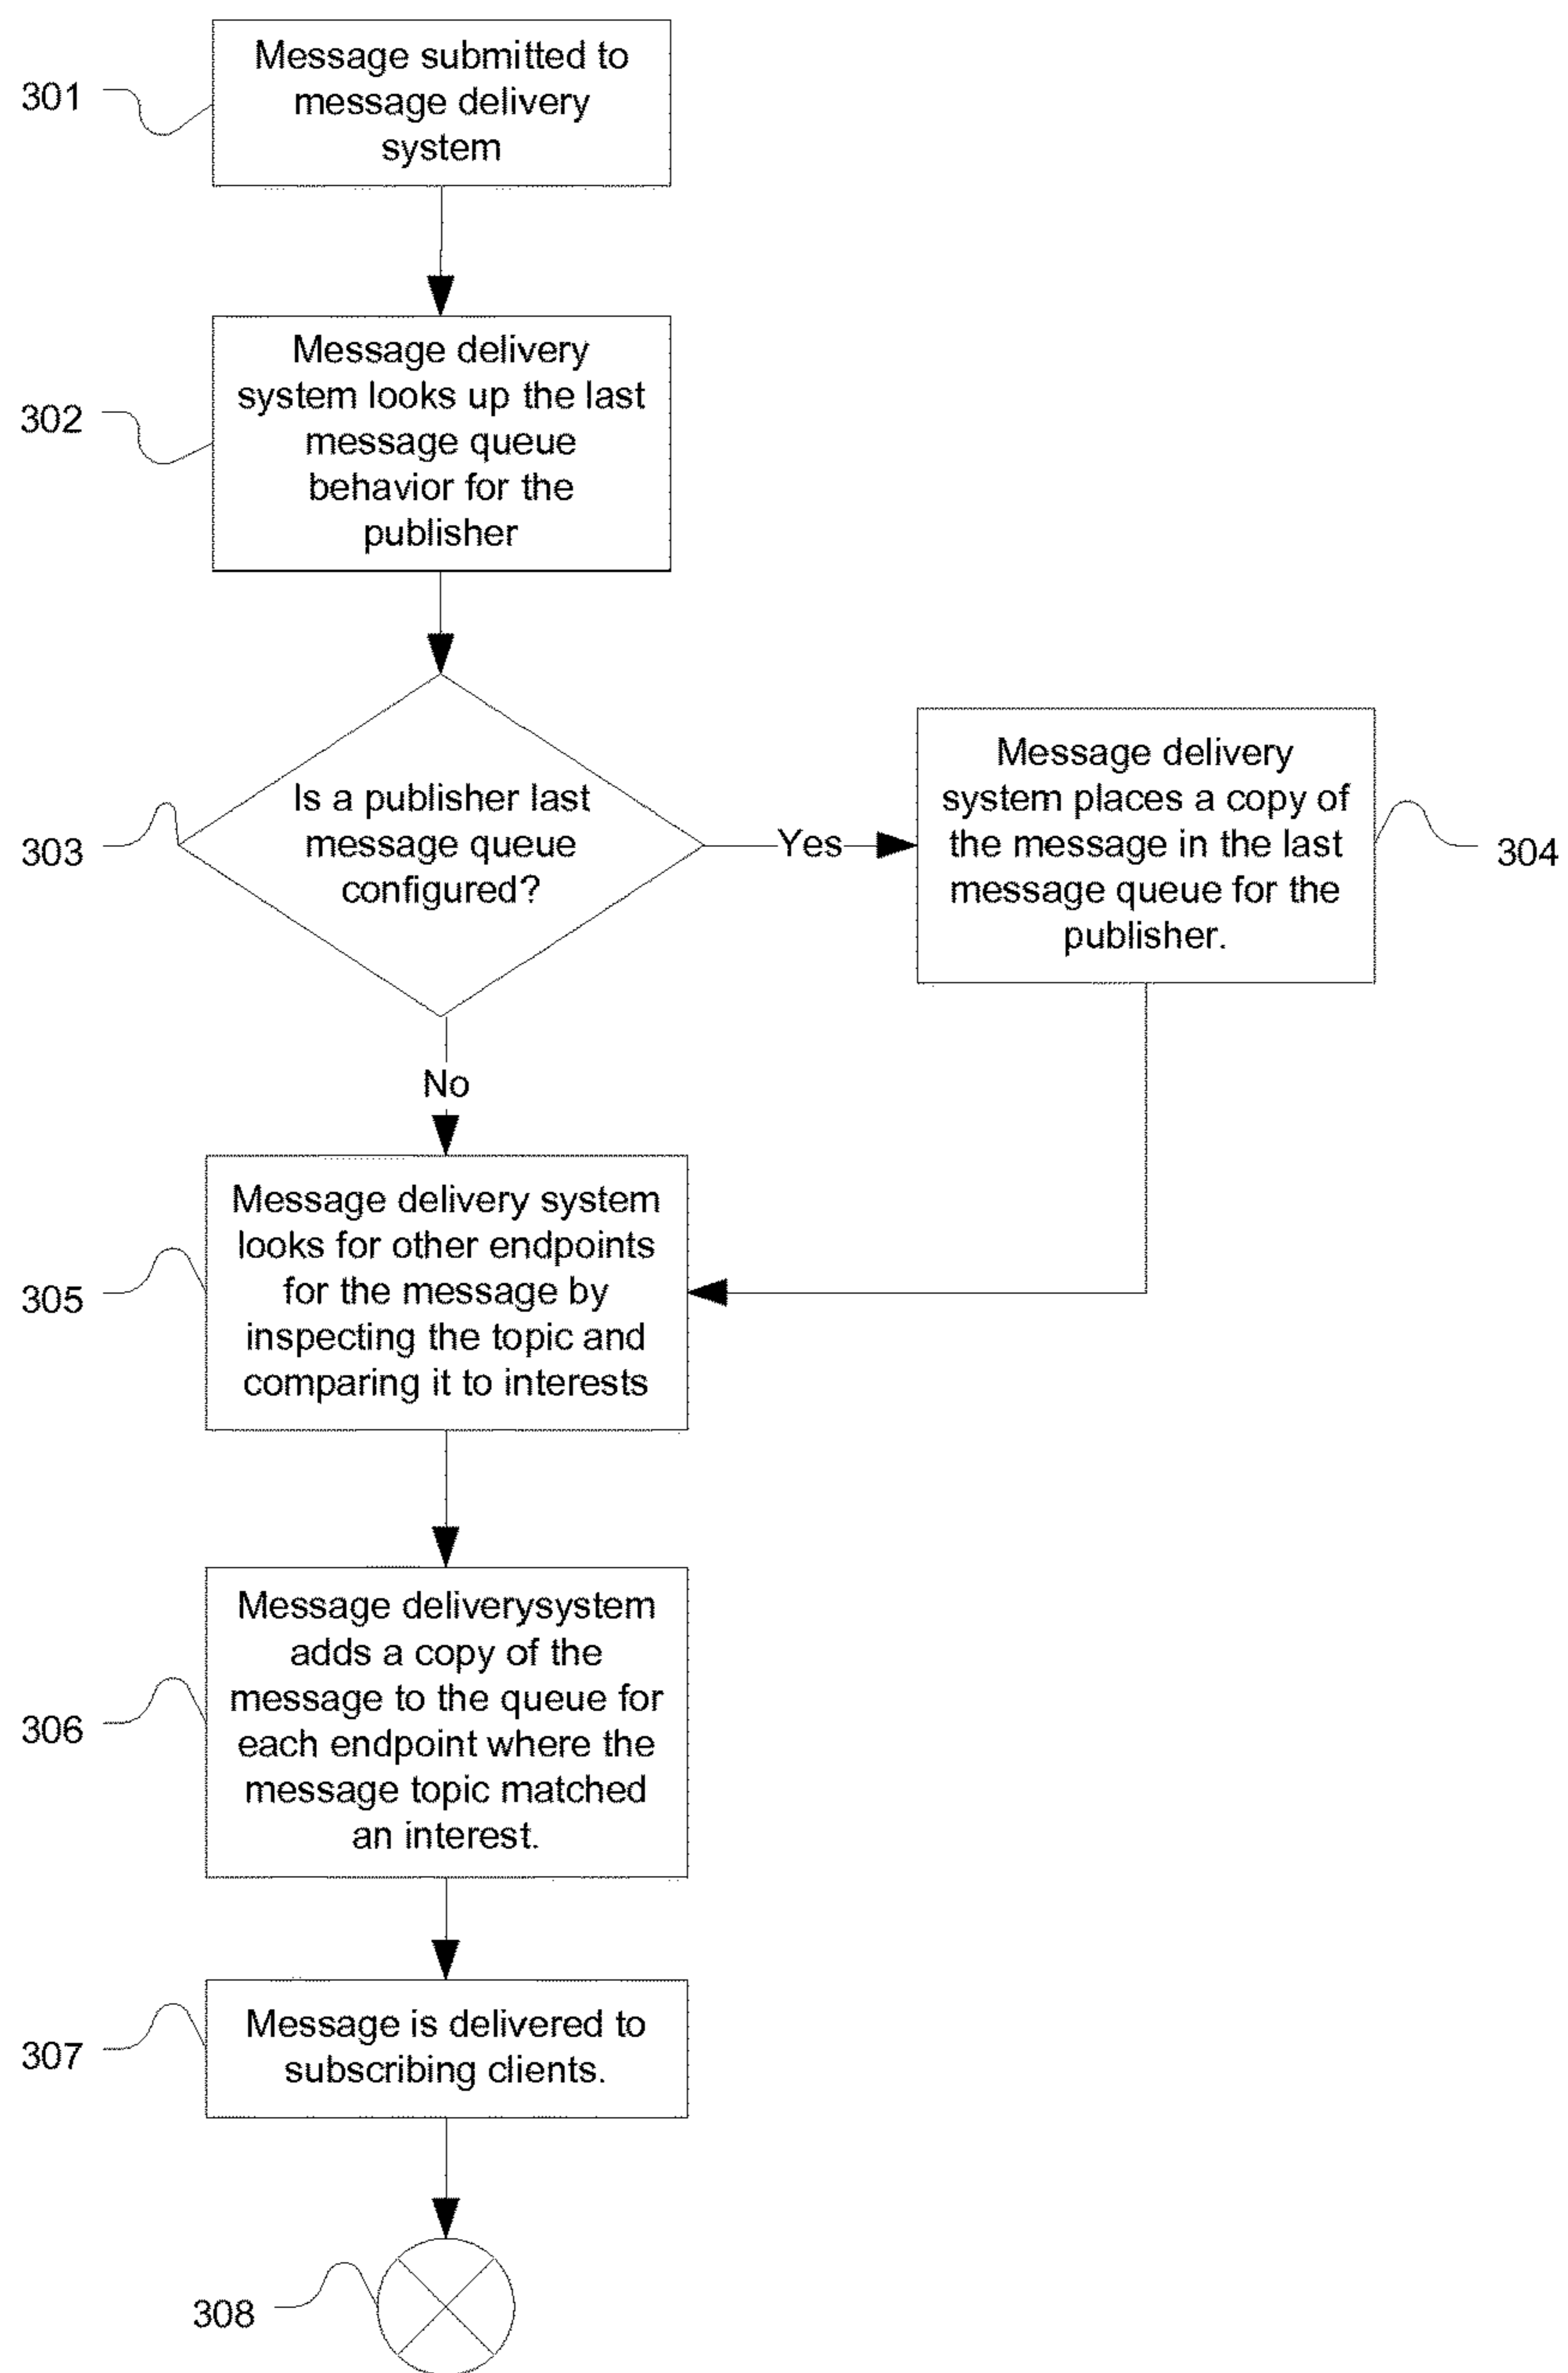 301
Message submitted to
message delivery
system
302
Message delivery
system looks up the last
message queue
behavior for the
publisher
303
Is a publisher last
message queue
configured?
Yes
Message delivery
system places a copy of
the message in the last
message queue for the
publisher.
304
No
305
Message delivery system
looks for other endpoints
for the message by
inspecting the topic and
comparing it to interests
306
Message deliverysystem
adds a copy of the
message to the queue for
each endpoint where the
message topic matched
an interest.
307
Message is delivered to
subscribing clients.
308